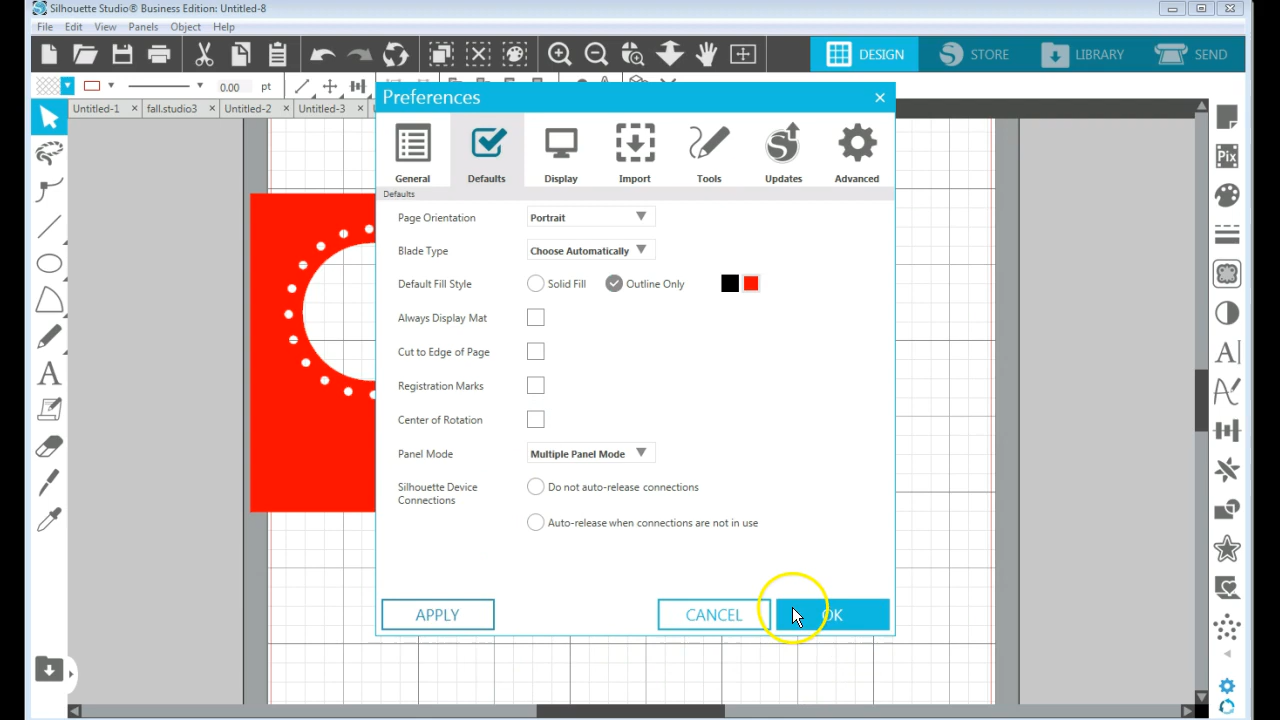 Silhouette Studio® Business Edition: Untitled-8
File Edit View Panels Object Help
DESIGN STORE LIBRARY SEND
0.00 pt
Untitled-1 × fall.studio3 × Untitled-2 × Untitled-3 ×
Preferences ×
General Defaults Display Import Tools Updates Advanced
Defaults
Page Orientation Portrait
Blade Type Choose Automatically
Default Fill Style Solid Fill Outline Only
Always Display Mat
Cut to Edge of Page
Registration Marks
Center of Rotation
Panel Mode Multiple Panel Mode
Silhouette Device Connections Do not auto-release connections
Auto-release when connections are not in use
APPLY CANCEL OK
Pix